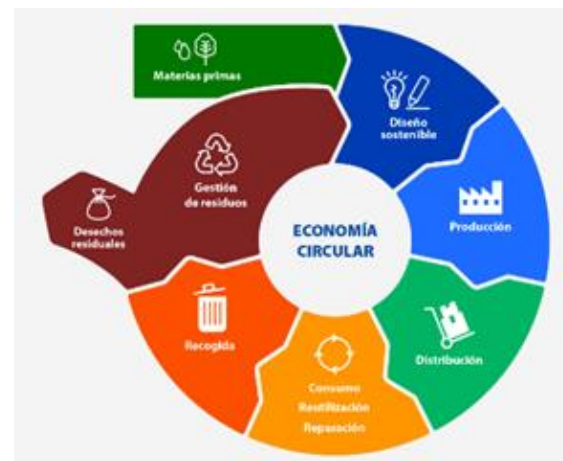 Materias primas
Diseño
sostenible
Producción
Distribución
Consumo
Reutilización
Reparación
Recogida
Gestión
de residuos
Desechos
residuales
ECONOMÍA
CIRCULAR